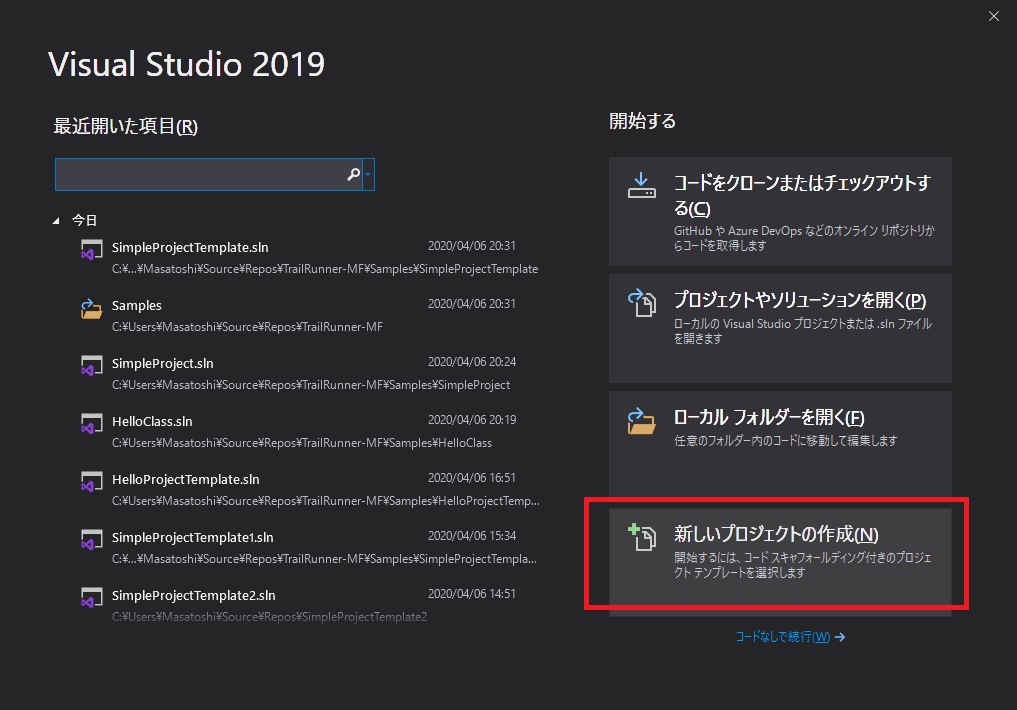 Visual Studio 2019
最近開いた項目(R)
今日
SimpleProjectTemplate.sln 2020/04/06 20:31
C:¥...¥Masatoshi¥Source¥Repos¥TrailRunner-MF¥Samples¥SimpleProjectTemplate
Samples 2020/04/06 20:31
C:¥Users¥Masatoshi¥Source¥Repos¥TrailRunner-MF
SimpleProject.sln 2020/04/06 20:24
C:¥Users¥Masatoshi¥Source¥Repos¥TrailRunner-MF¥Samples¥SimpleProject
HelloClass.sln 2020/04/06 20:19
C:¥Users¥Masatoshi¥Source¥Repos¥TrailRunner-MF¥Samples¥HelloClass
HelloProjectTemplate.sln 2020/04/06 16:51
C:¥Users¥Masatoshi¥Source¥Repos¥TrailRunner-MF¥Samples¥HelloProjectTemp...
SimpleProjectTemplate1.sln 2020/04/06 15:34
C:¥...¥Masatoshi¥Source¥Repos¥TrailRunner-MF¥Samples¥SimpleProjectTempla...
SimpleProjectTemplate2.sln 2020/04/06 14:51
C:¥Users¥Masatoshi¥Source¥Repos¥SimpleProjectTemplate2
開始する
コードをクローンまたはチェックアウトす
る(C)
GitHub や Azure DevOps などのオンライン リポジトリか
らコードを取得します
プロジェクトやソリューションを開く(P)
ローカルの Visual Studio プロジェクトまたは .sln ファイル
を開きます
ローカル フォルダーを開く(F)
任意のフォルダー内のコードに移動して編集します
新しいプロジェクトの作成(N)
開始するには、コード スキャフォールディング付きのプロジェ
クト テンプレートを選択します
コードなしで続行(W) →